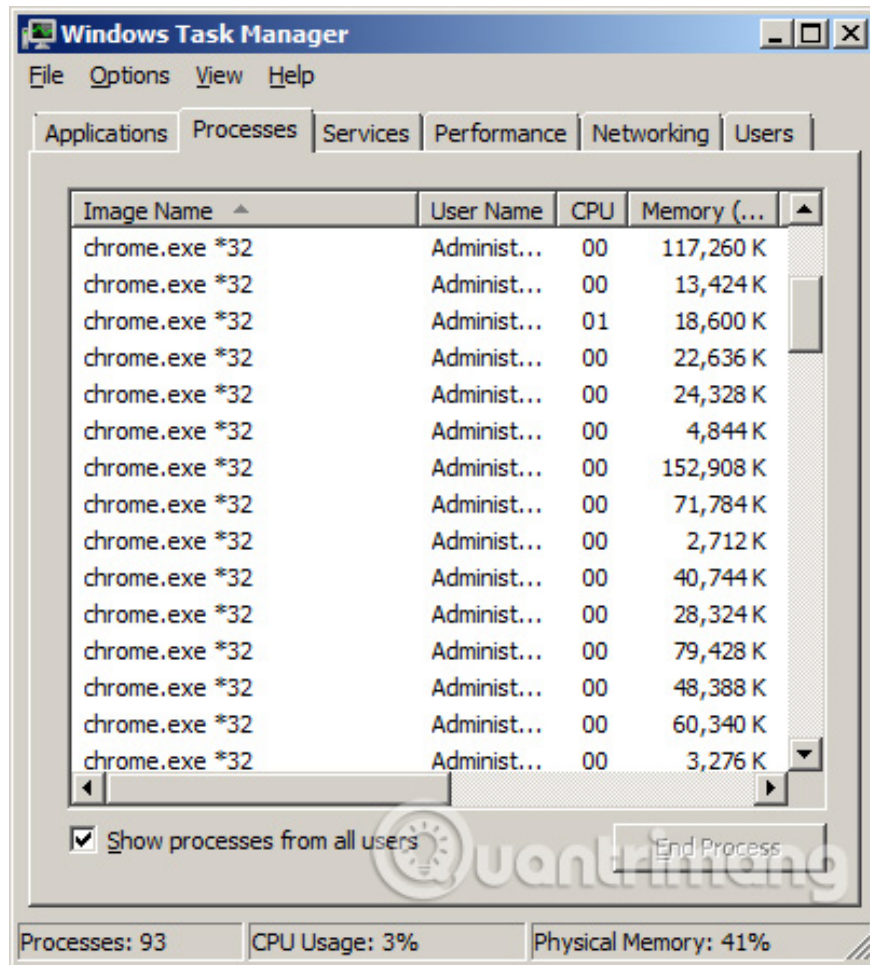 Windows Task Manager
File Options View Help
Applications Processes Services Performance Networking Users
Image Name User Name CPU Memory (...
chrome.exe *32 Administ... 00 117,260 K
chrome.exe *32 Administ... 00 13,424 K
chrome.exe *32 Administ... 01 18,600 K
chrome.exe *32 Administ... 00 22,636 K
chrome.exe *32 Administ... 00 24,328 K
chrome.exe *32 Administ... 00 4,844 K
chrome.exe *32 Administ... 00 152,908 K
chrome.exe *32 Administ... 00 71,784 K
chrome.exe *32 Administ... 00 2,712 K
chrome.exe *32 Administ... 00 40,744 K
chrome.exe *32 Administ... 00 28,324 K
chrome.exe *32 Administ... 00 79,428 K
chrome.exe *32 Administ... 00 48,388 K
chrome.exe *32 Administ... 00 60,340 K
chrome.exe *32 Administ... 00 3,276 K
Show processes from all users End Process
Quantrimang
Processes: 93 CPU Usage: 3% Physical Memory: 41%